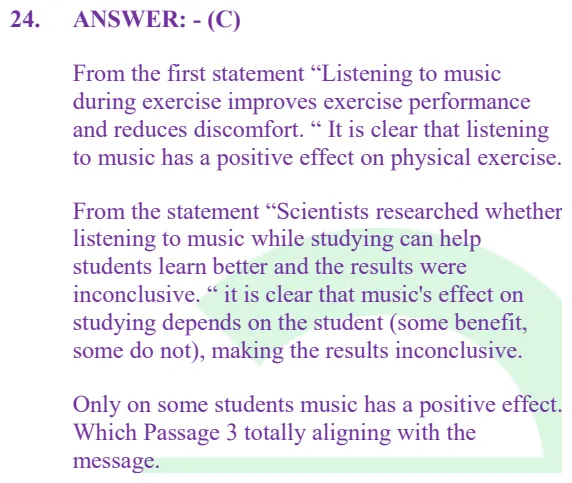 24. ANSWER: - (C)
From the first statement “Listening to music
during exercise improves exercise performance
and reduces discomfort. “ It is clear that listening
to music has a positive effect on physical exercise.
From the statement “Scientists researched whether
listening to music while studying can help
students learn better and the results were
inconclusive. “ it is clear that music's effect on
studying depends on the student (some benefit,
some do not), making the results inconclusive.
Only on some students music has a positive effect.
Which Passage 3 totally aligning with the
message.